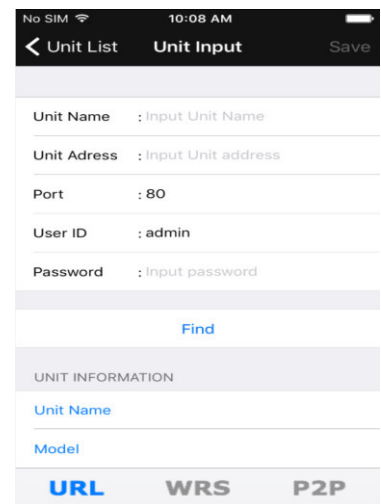 No SIM 10:08 AM
Unit List Unit Input Save
Unit Name : Input Unit Name
Unit Adress : Input Unit address
Port : 80
User ID : admin
Password : Input password
Find
UNIT INFORMATION
Unit Name
Model
URL WRS P2P